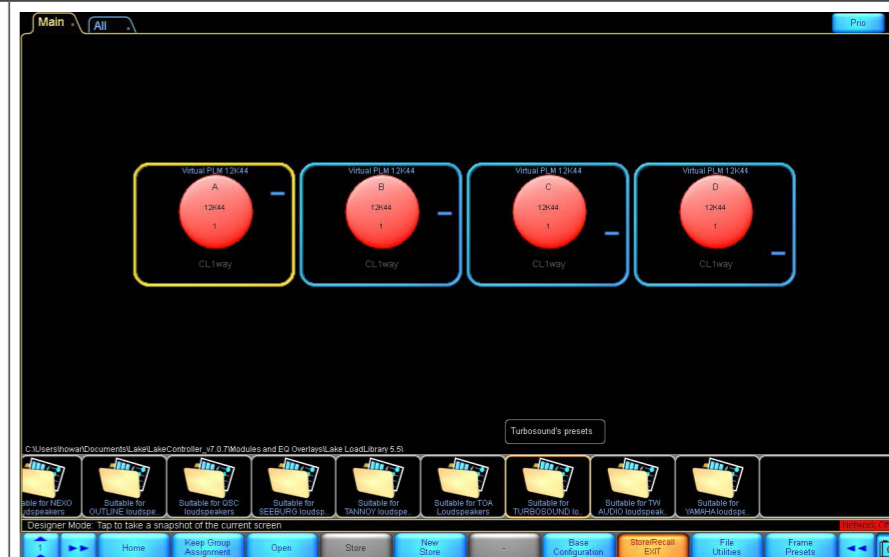 Main
All
Prio
Virtual PLM 12K44
A
12K44
1
CL1way
Virtual PLM 12K44
B
12K44
1
CL1way
Virtual PLM 12K44
C
12K44
1
CL1way
Virtual PLM 12K44
D
12K44
1
CL1way
Turbosound's presets
C:\Users\howar\Documents\Lake\LakeController_v7.0.7\Modules and EQ Overlays\Lake LoadLibrary 5.5\
able for NEXO
udspeakers
Suitable for
OUTLINE loudspe..
Suitable for QSC
loudspeakers
Suitable for
SEEBURG loudsp..
Suitable for
TANNOY loudspe..
Suitable for TOA
Loudspeakers
Suitable for
TURBOSOUND lo..
Suitable for TW
AUDIO loudspeak..
Suitable for
YAMAHA loudspe..
Designer Mode: Tap to take a snapshot of the current screen
Network: Off
1
Home
Keep Group
Assignment
Open
Store
New
Store
-
Base
Configuration
Store/Recall
EXIT
File
Utilities
Frame
Presets